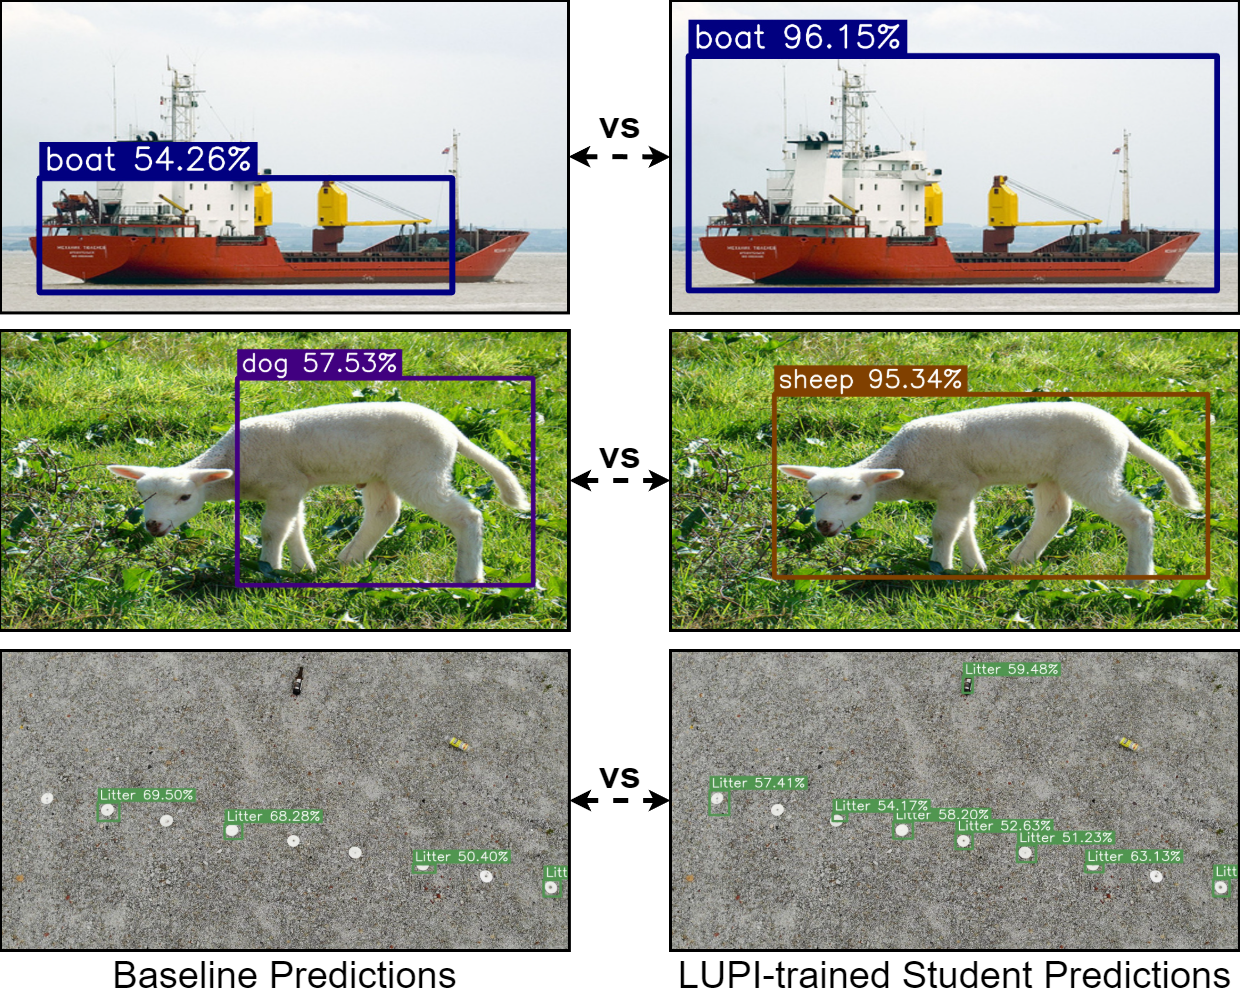 boat 54.26%
vs
boat 96.15%
dog 57.53%
vs
sheep 95.34%
Litter 69.50%
Litter 68.28%
Litter 50.40%
Litt
vs
Litter 59.48%
Litter 57.41%
Litter 54.17%
Litter 58.20%
Litter 52.63%
Litter 51.23%
Litter 63.13%
Litt
Baseline Predictions
LUPI-trained Student Predictions